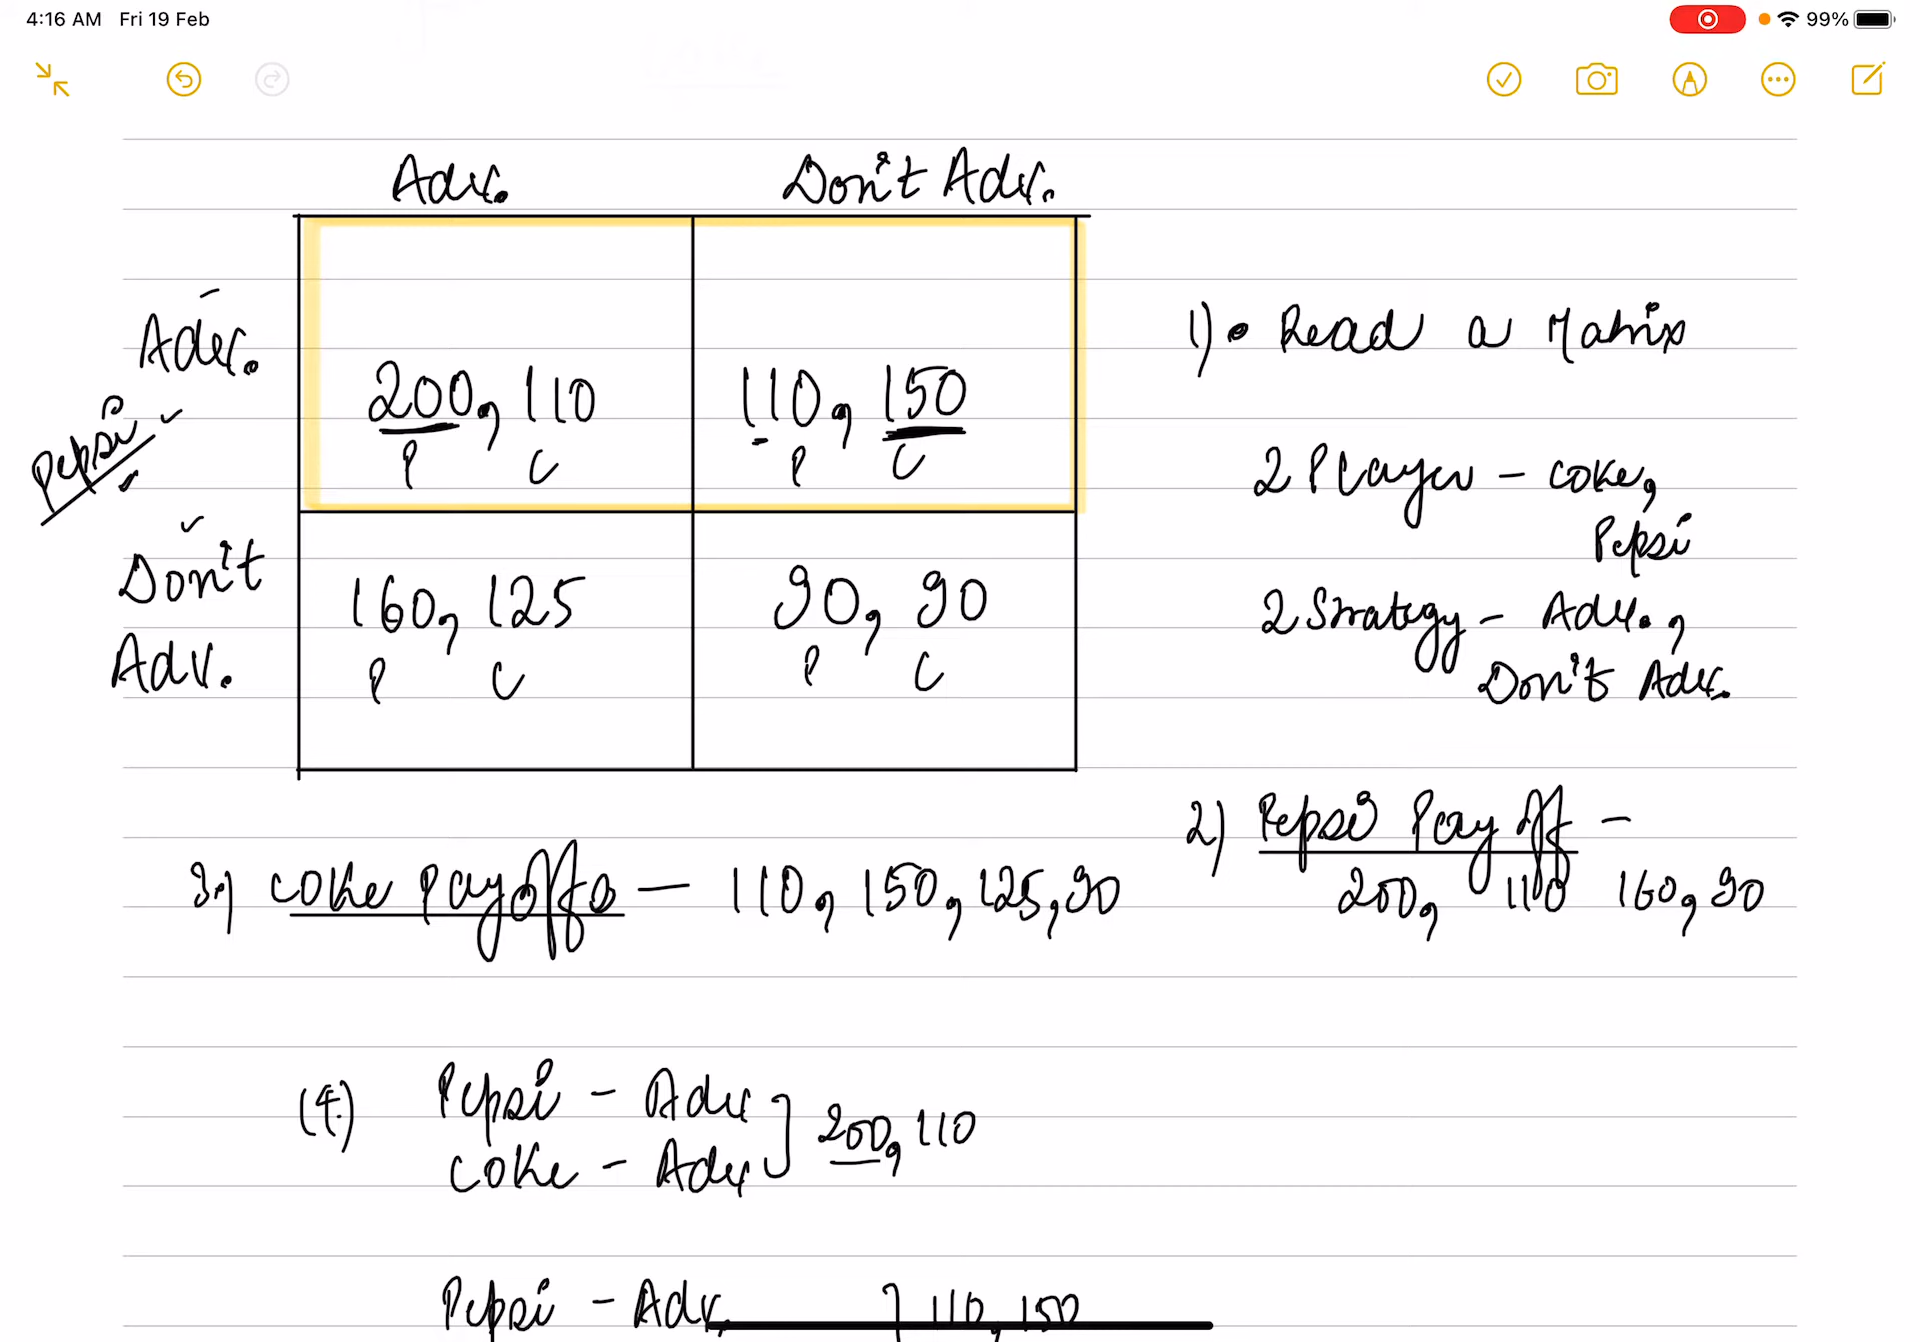 4:16 AM Fri 19 Feb
99%
Adv. Don't Adv.
Adv.
Pepsi
200, 110
P C
110, 150
P C
1) • Read a Matrix
2 Player - Coke,
Pepsi
Don't
Adv.
160, 125
P C
90, 90
P C
2 Strategy - Adv.,
Don't Adv.
2) Pepsi Pay off -
200, 110 160, 90
3) Coke Payoffs - 110, 150, 125, 90
(4.) Pepsi - Adv
Coke - Adv
200, 110
Pepsi - Adv. 110, 150